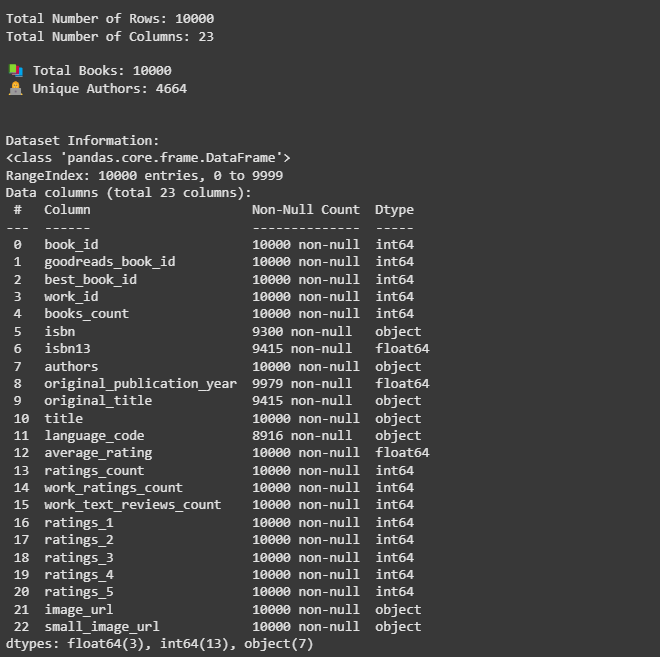 Total Number of Rows: 10000
Total Number of Columns: 23
📚 Total Books: 10000
🧑‍💻 Unique Authors: 4664
Dataset Information:
<class 'pandas.core.frame.DataFrame'>
RangeIndex: 10000 entries, 0 to 9999
Data columns (total 23 columns):
 #   Column                     Non-Null Count  Dtype
---  ------                     --------------  -----
 0   book_id                    10000 non-null  int64
 1   goodreads_book_id          10000 non-null  int64
 2   best_book_id               10000 non-null  int64
 3   work_id                    10000 non-null  int64
 4   books_count                10000 non-null  int64
 5   isbn                       9300 non-null   object
 6   isbn13                     9415 non-null   float64
 7   authors                    10000 non-null  object
 8   original_publication_year  9979 non-null   float64
 9   original_title             9415 non-null   object
 10  title                      10000 non-null  object
 11  language_code              8916 non-null   object
 12  average_rating             10000 non-null  float64
 13  ratings_count              10000 non-null  int64
 14  work_ratings_count         10000 non-null  int64
 15  work_text_reviews_count    10000 non-null  int64
 16  ratings_1                  10000 non-null  int64
 17  ratings_2                  10000 non-null  int64
 18  ratings_3                  10000 non-null  int64
 19  ratings_4                  10000 non-null  int64
 20  ratings_5                  10000 non-null  int64
 21  image_url                  10000 non-null  object
 22  small_image_url            10000 non-null  object
dtypes: float64(3), int64(13), object(7)